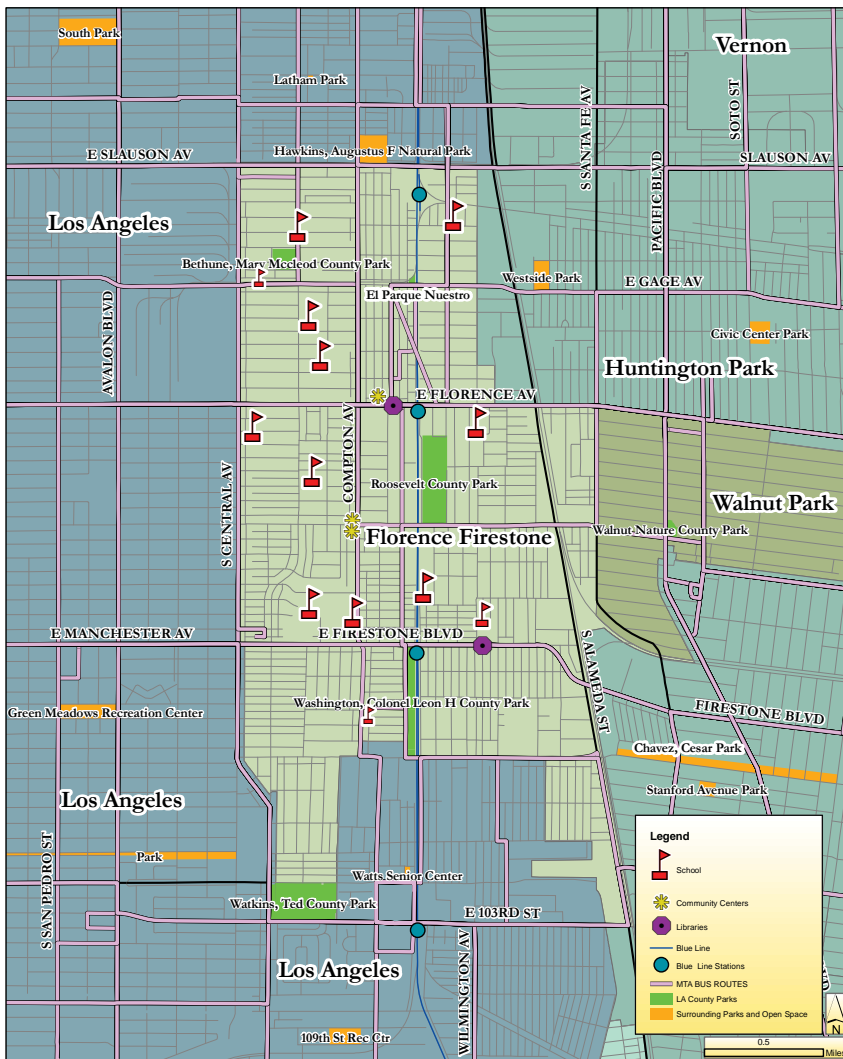 South Park
Vernon
Latham Park
SOTO ST
S SANTA FE AV
Hawkins, Augustus F Natural Park
E SLAUSON AV
SLAUSON AV
PACIFIC BLVD
Los Angeles
Bethune, Mary Mccleod County Park
Westside Park
E GAGE AV
El Parque Nuestro
AVALON BLVD
Civic Center Park
Huntington Park
E FLORENCE AV
COMPTON AV
S CENTRAL AV
Roosevelt County Park
Walnut Park
Walnut Nature County Park
Florence Firestone
E MANCHESTER AV
E FIRESTONE BLVD
S ALAMEDA ST
Washington, Colonel Leon H County Park
Green Meadows Recreation Center
FIRESTONE BLVD
Chavez, Cesar Park
Stanford Avenue Park
Los Angeles
S SAN PEDRO ST
Park
Watts Senior Center
Watkins, Ted County Park
E 103RD ST
Los Angeles
WILMINGTON AV
109th St Rec Ctr
Legend
School
Community Centers
Libraries
Blue Line
Blue Line Stations
MTA BUS ROUTES
LA County Parks
Surrounding Parks and Open Space
N
0.5
Miles